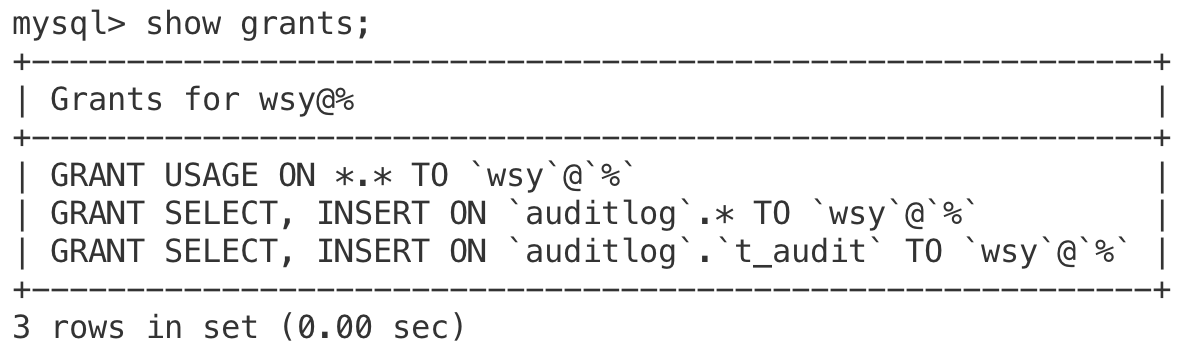 mysql> show grants;
+-----------------------------------------------------------+
| Grants for wsy@%                                          |
+-----------------------------------------------------------+
| GRANT USAGE ON *.* TO `wsy`@`%`                           |
| GRANT SELECT, INSERT ON `auditlog`.* TO `wsy`@`%`         |
| GRANT SELECT, INSERT ON `auditlog`.`t_audit` TO `wsy`@`%` |
+-----------------------------------------------------------+
3 rows in set (0.00 sec)